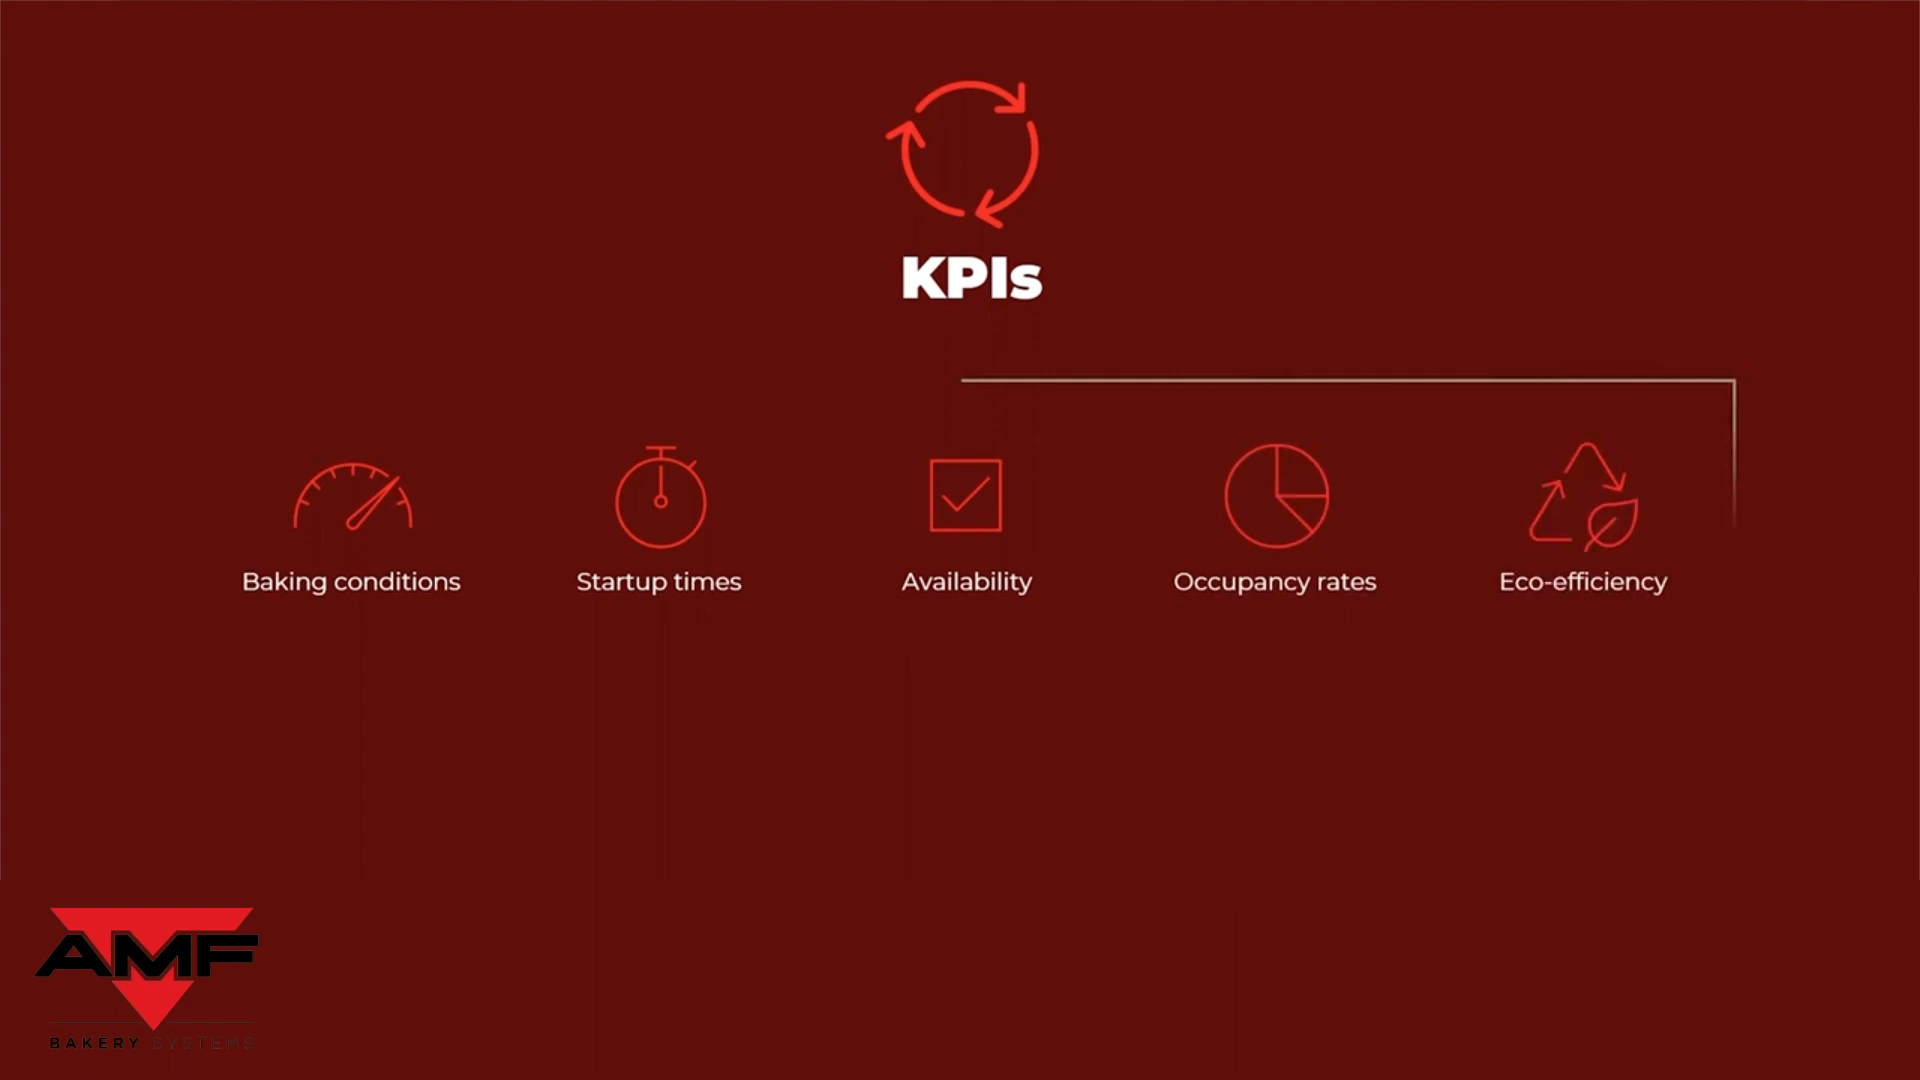 KPIs
Baking conditions
Startup times
Availability
Occupancy rates
Eco-efficiency
AMF
BAKERY SYSTEMS